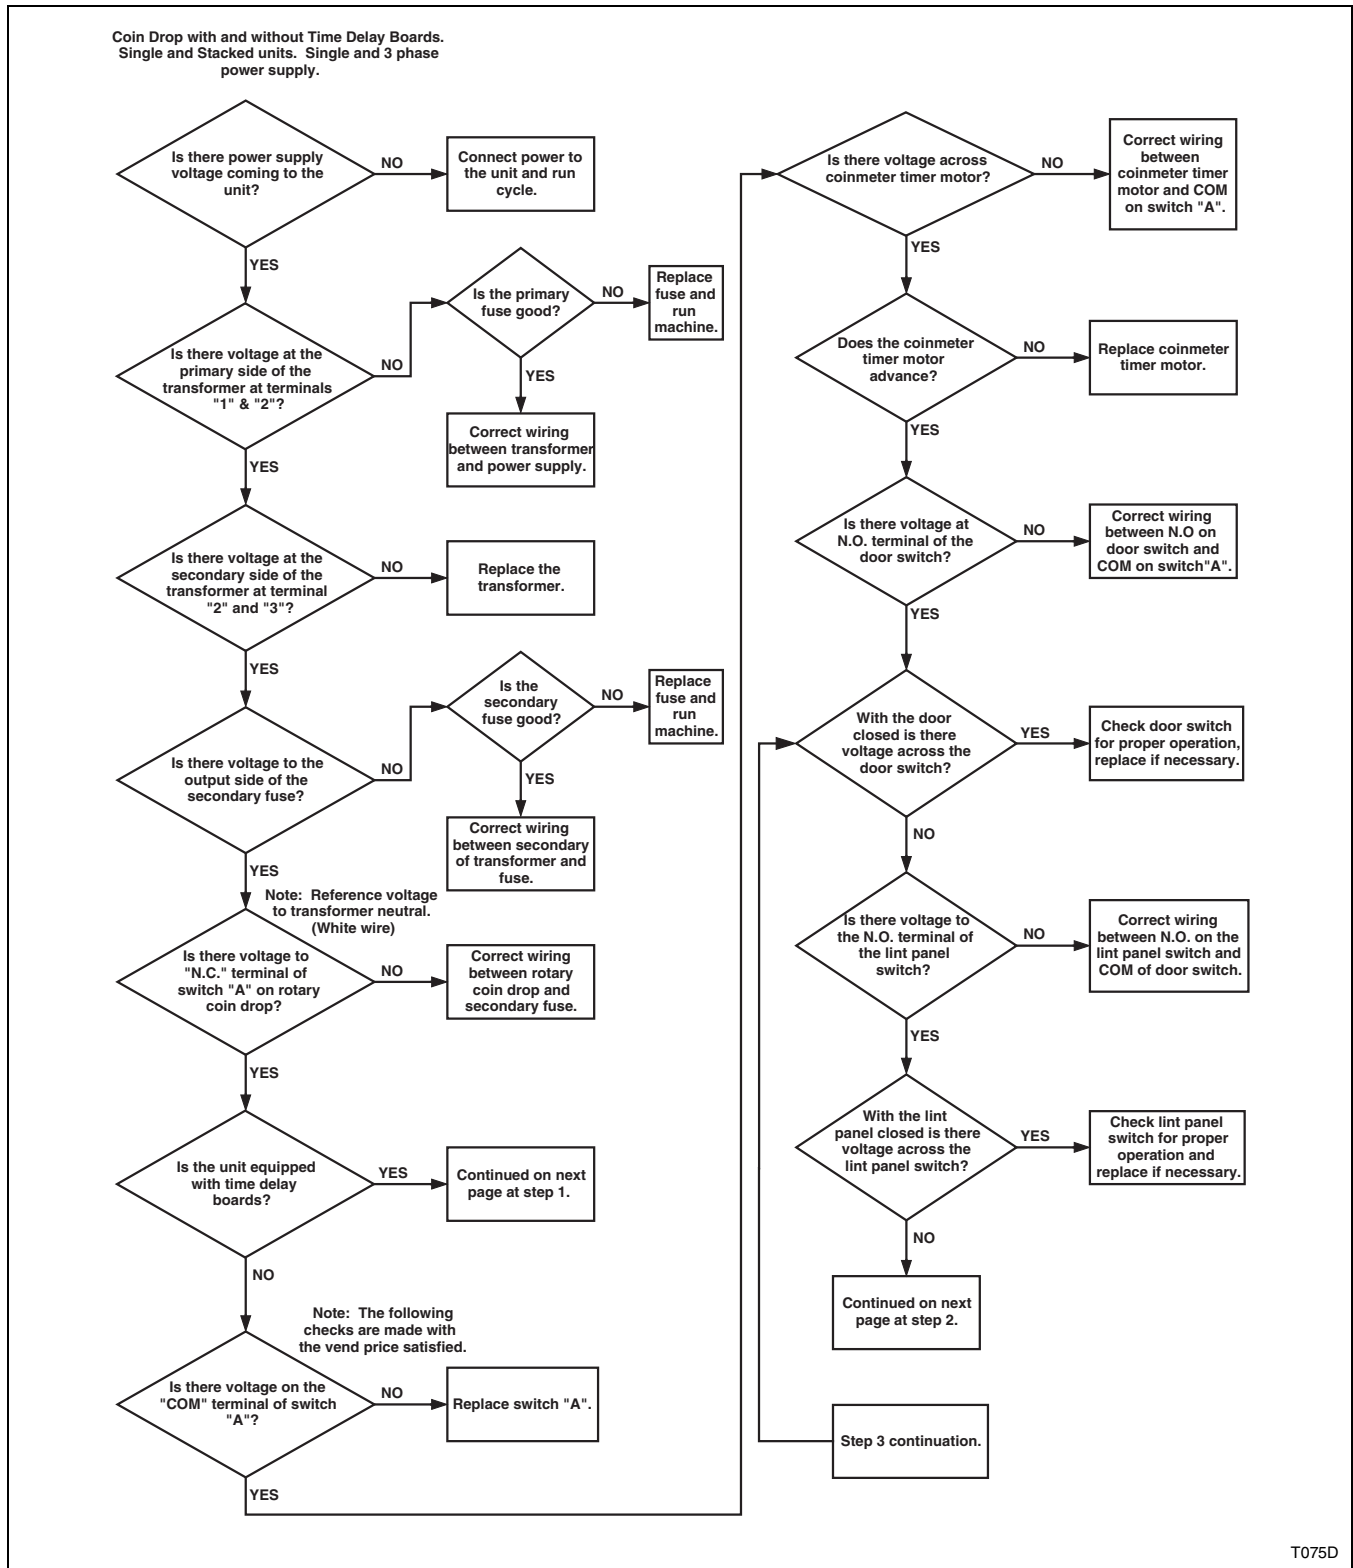 Coin Drop with and without Time Delay Boards.
Single and Stacked units. Single and 3 phase
power supply.
Is there power supply
voltage coming to the
unit?
NO
Connect power to
the unit and run
cycle.
YES
Is there voltage at the
primary side of the
transformer at terminals
"1" & "2"?
NO
Is the primary
fuse good?
NO
Replace
fuse and
run
machine.
YES
Correct wiring
between transformer
and power supply.
YES
Is there voltage at the
secondary side of the
transformer at terminal
"2" and "3"?
NO
Replace the
transformer.
YES
Is there voltage to the
output side of the
secondary fuse?
NO
Is the
secondary
fuse good?
NO
Replace
fuse and
run
machine.
YES
Correct wiring
between secondary
of transformer and
fuse.
YES
Note: Reference voltage
to transformer neutral.
(White wire)
Is there voltage to
"N.C." terminal of
switch "A" on rotary
coin drop?
NO
Correct wiring
between rotary
coin drop and
secondary fuse.
YES
Is the unit equipped
with time delay
boards?
YES
Continued on next
page at step 1.
NO
Note: The following
checks are made with
the vend price satisfied.
Is there voltage on the
"COM" terminal of switch
"A"?
NO
Replace switch "A".
YES
Is there voltage across
coinmeter timer motor?
NO
Correct wiring
between
coinmeter timer
motor and COM
on switch "A".
YES
Does the coinmeter
timer motor
advance?
NO
Replace coinmeter
timer motor.
YES
Is there voltage at
N.O. terminal of the
door switch?
NO
Correct wiring
between N.O on
door switch and
COM on switch"A".
YES
With the door
closed is there
voltage across the
door switch?
YES
Check door switch
for proper operation,
replace if necessary.
NO
Is there voltage to
the N.O. terminal of
the lint panel
switch?
NO
Correct wiring
between N.O. on the
lint panel switch and
COM of door switch.
YES
With the lint
panel closed is there
voltage across the
lint panel switch?
YES
Check lint panel
switch for proper
operation and
replace if necessary.
NO
Continued on next
page at step 2.
Step 3 continuation.
T075D